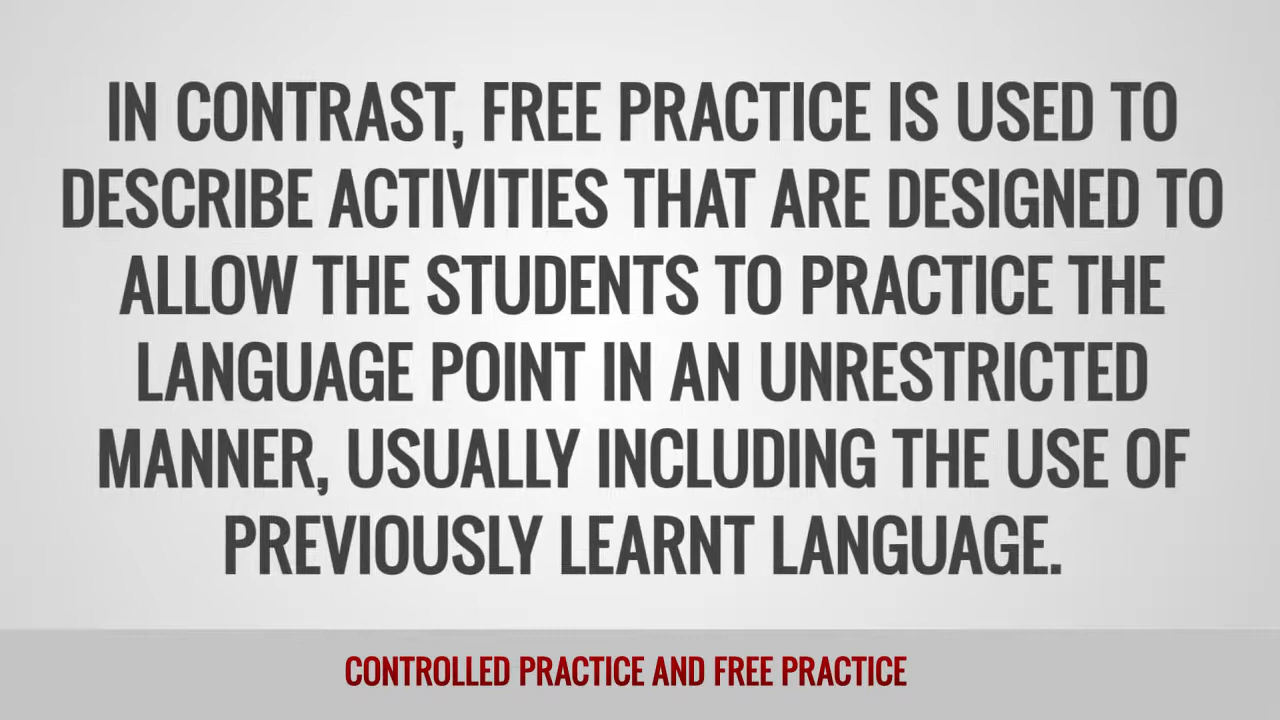 IN CONTRAST, FREE PRACTICE IS USED TO
DESCRIBE ACTIVITIES THAT ARE DESIGNED TO
ALLOW THE STUDENTS TO PRACTICE THE
LANGUAGE POINT IN AN UNRESTRICTED
MANNER, USUALLY INCLUDING THE USE OF
PREVIOUSLY LEARNT LANGUAGE.
CONTROLLED PRACTICE AND FREE PRACTICE